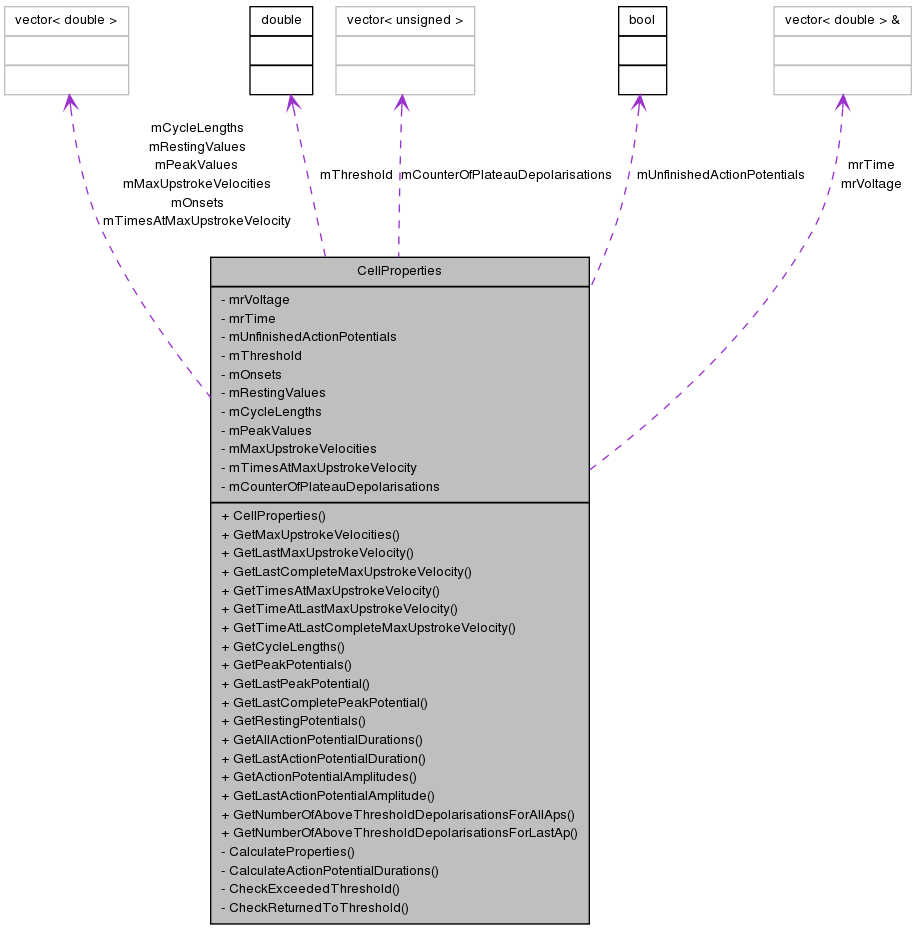 vector< double >
double
vector< unsigned >
bool
vector< double > &
mCycleLengths
mRestingValues
mPeakValues
mMaxUpstrokeVelocities
mOnsets
mTimesAtMaxUpstrokeVelocity
mThreshold
mCounterOfPlateauDepolarisations
mUnfinishedActionPotentials
mrTime
mrVoltage
CellProperties
- mrVoltage
- mrTime
- mUnfinishedActionPotentials
- mThreshold
- mOnsets
- mRestingValues
- mCycleLengths
- mPeakValues
- mMaxUpstrokeVelocities
- mTimesAtMaxUpstrokeVelocity
- mCounterOfPlateauDepolarisations
+ CellProperties()
+ GetMaxUpstrokeVelocities()
+ GetLastMaxUpstrokeVelocity()
+ GetLastCompleteMaxUpstrokeVelocity()
+ GetTimesAtMaxUpstrokeVelocity()
+ GetTimeAtLastMaxUpstrokeVelocity()
+ GetTimeAtLastCompleteMaxUpstrokeVelocity()
+ GetCycleLengths()
+ GetPeakPotentials()
+ GetLastPeakPotential()
+ GetLastCompletePeakPotential()
+ GetRestingPotentials()
+ GetAllActionPotentialDurations()
+ GetLastActionPotentialDuration()
+ GetActionPotentialAmplitudes()
+ GetLastActionPotentialAmplitude()
+ GetNumberOfAboveThresholdDepolarisationsForAllAps()
+ GetNumberOfAboveThresholdDepolarisationsForLastAp()
- CalculateProperties()
- CalculateActionPotentialDurations()
- CheckExceededThreshold()
- CheckReturnedToThreshold()